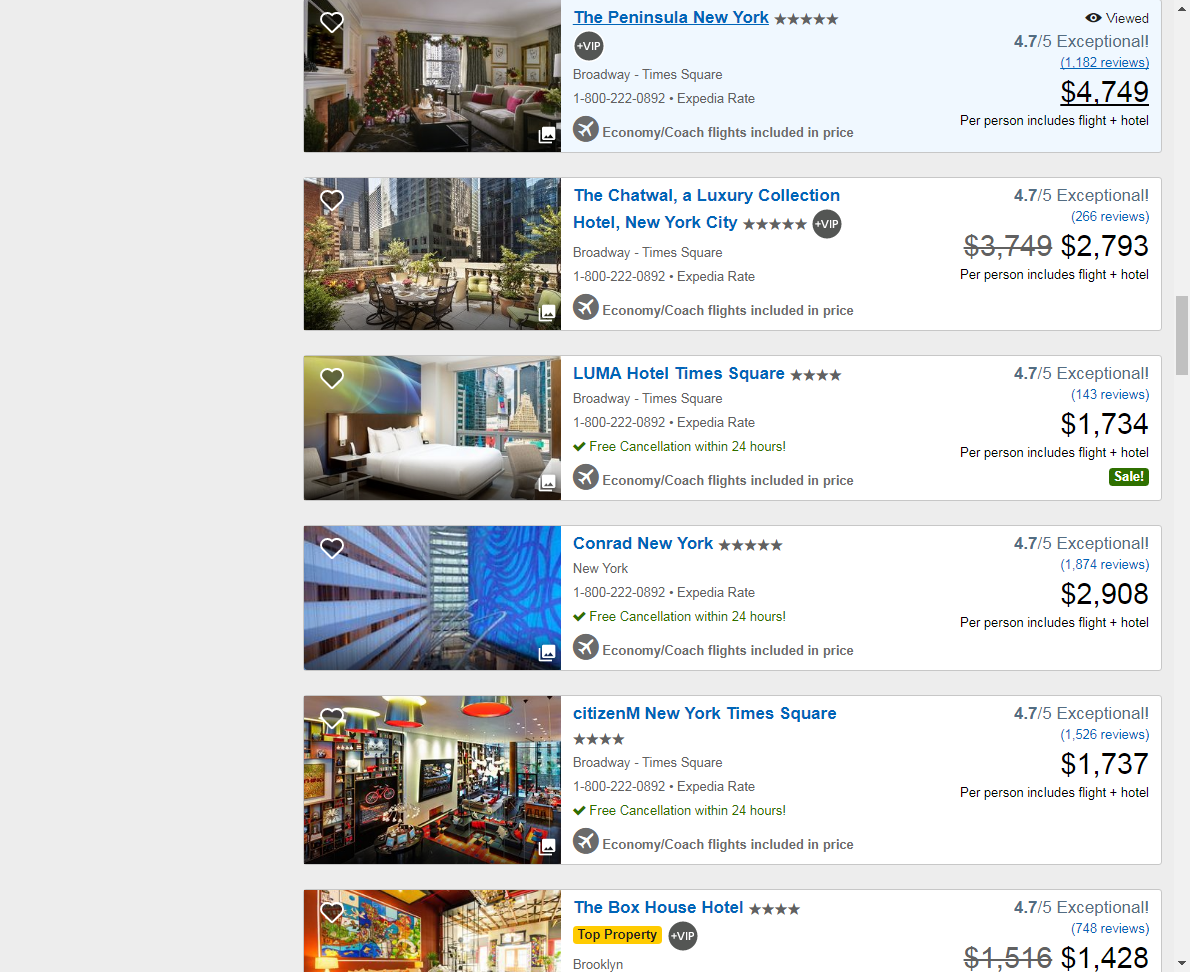 The Peninsula New York
Viewed
+VIP
4.7/5 Exceptional!
(1,182 reviews)
Broadway - Times Square
$4,749
1-800-222-0892 • Expedia Rate
Per person includes flight + hotel
Economy/Coach flights included in price
The Chatwal, a Luxury Collection
Hotel, New York City +VIP
4.7/5 Exceptional!
(266 reviews)
Broadway - Times Square
$3,749 $2,793
1-800-222-0892 • Expedia Rate
Per person includes flight + hotel
Economy/Coach flights included in price
LUMA Hotel Times Square
4.7/5 Exceptional!
(143 reviews)
Broadway - Times Square
$1,734
1-800-222-0892 • Expedia Rate
Free Cancellation within 24 hours!
Per person includes flight + hotel
Sale!
Economy/Coach flights included in price
Conrad New York
4.7/5 Exceptional!
(1,874 reviews)
New York
$2,908
1-800-222-0892 • Expedia Rate
Free Cancellation within 24 hours!
Per person includes flight + hotel
Economy/Coach flights included in price
citizenM New York Times Square
4.7/5 Exceptional!
(1,526 reviews)
Broadway - Times Square
$1,737
1-800-222-0892 • Expedia Rate
Per person includes flight + hotel
Free Cancellation within 24 hours!
Economy/Coach flights included in price
The Box House Hotel
4.7/5 Exceptional!
(748 reviews)
Top Property +VIP
Brooklyn
$1,516 $1,428